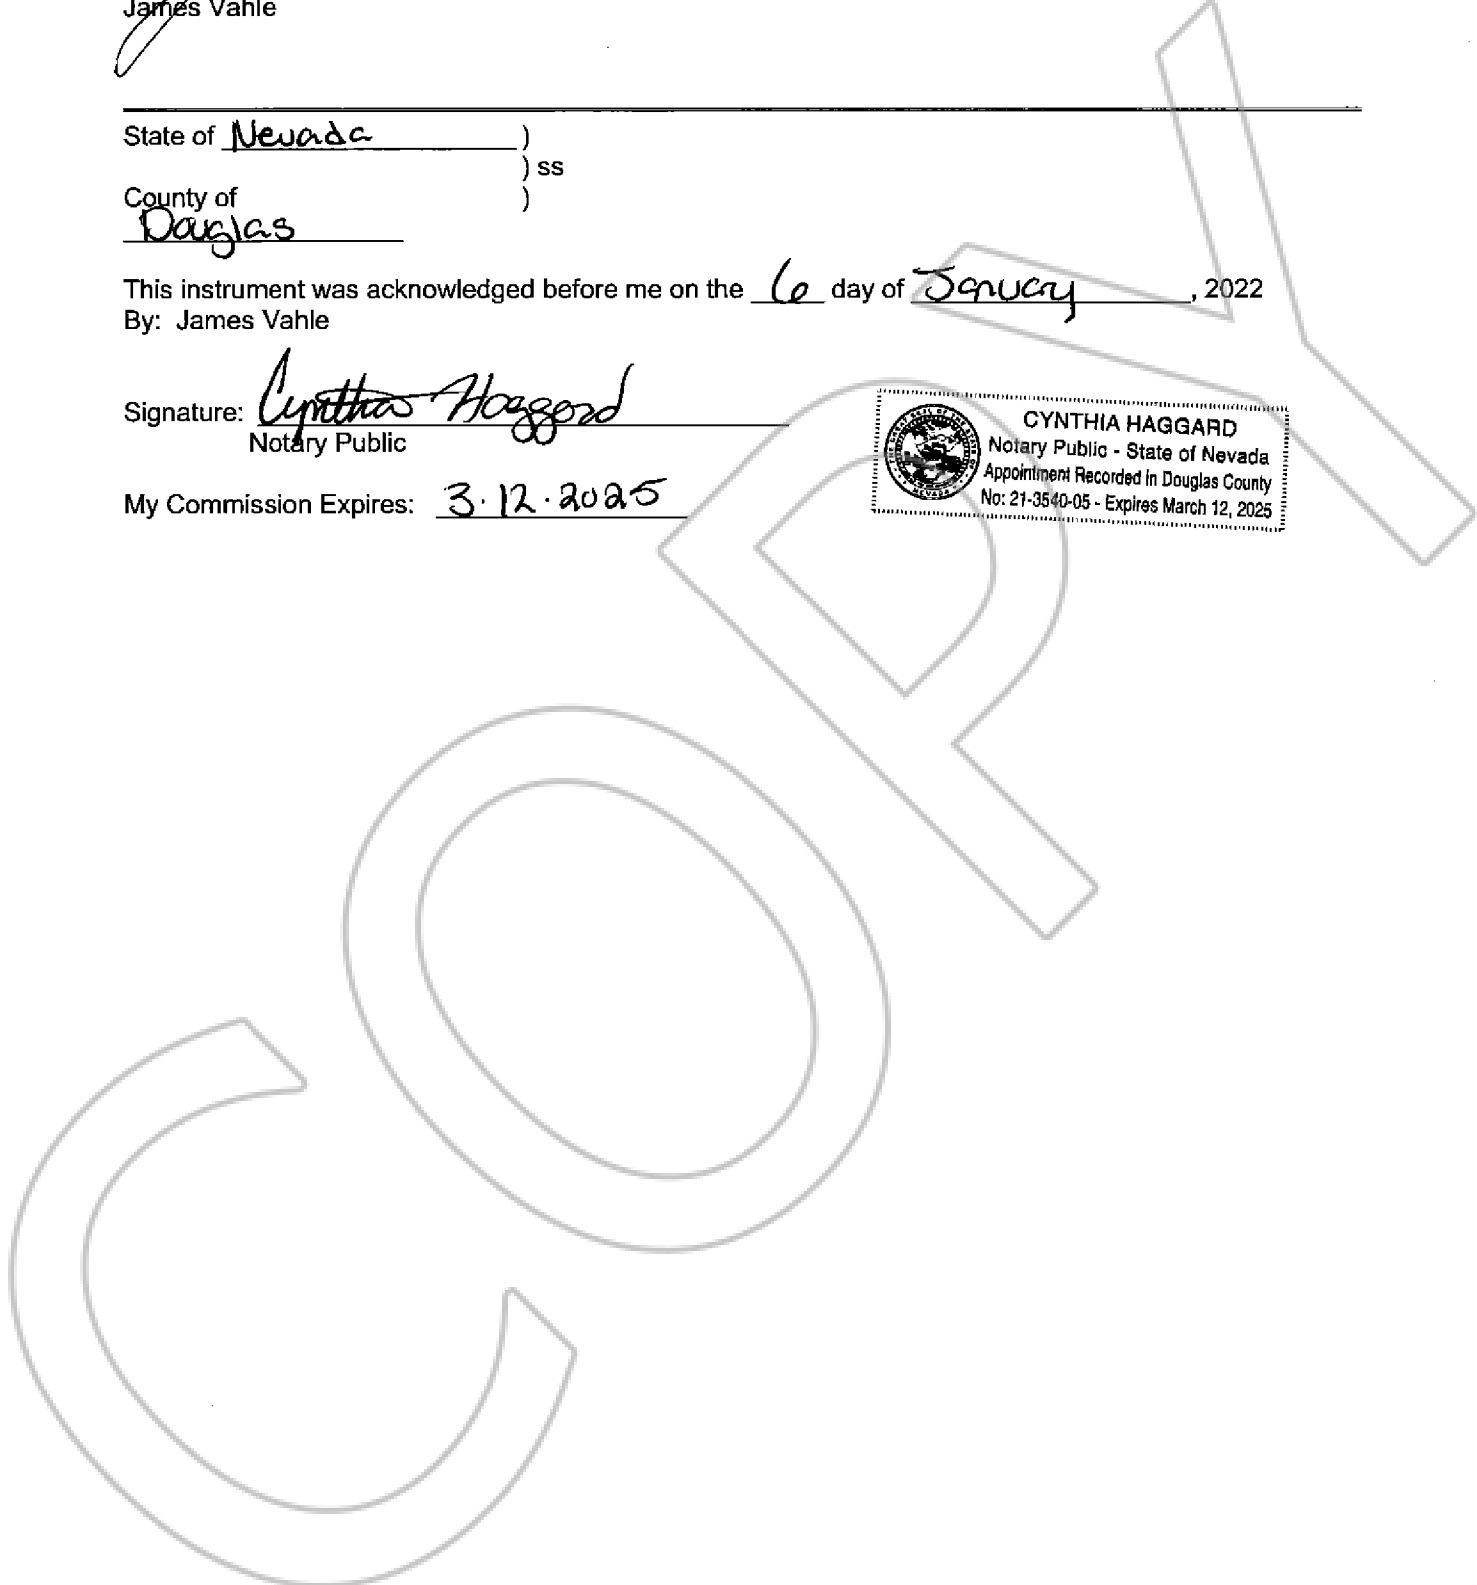 James Vahle
State of Nevada )
) ss
County of )
Douglas
This instrument was acknowledged before me on the 6 day of January, 2022
By: James Vahle
Signature: Cynthia Haggard
Notary Public
CYNTHIA HAGGARD
Notary Public - State of Nevada
Appointment Recorded in Douglas County
No: 21-3540-05 - Expires March 12, 2025
My Commission Expires: 3.12.2025
COPY